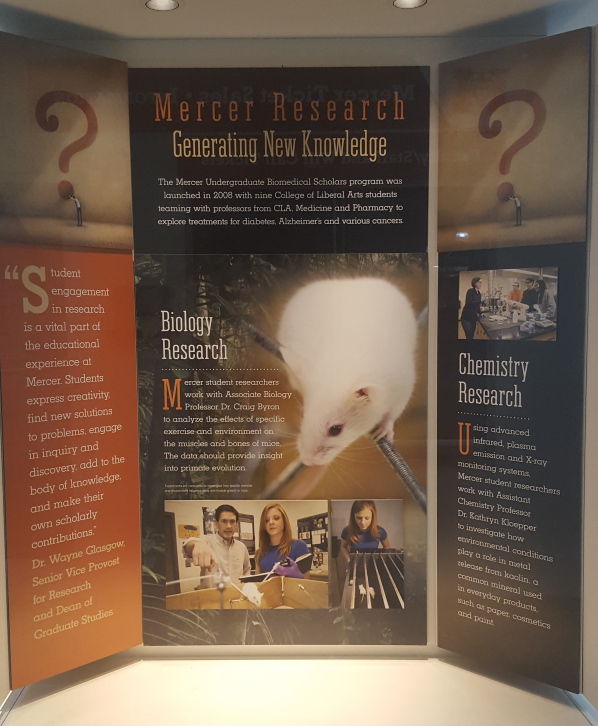 Mercer Research
Generating New Knowledge
The Mercer Undergraduate Biomedical Scholars program was
launched in 2008 with nine College of Liberal Arts students
teaming with professors from CLA, Medicine and Pharmacy to
explore treatments for diabetes, Alzheimer's and various cancers.
“Student
engagement
in research
is a vital part of
the educational
experience at
Mercer. Students
express creativity,
find new solutions
to problems, engage
in inquiry and
discovery, add to the
body of knowledge,
and make their
own scholarly
contributions.”
Dr. Wayne Glasgow,
Senior Vice Provost
for Research
and Dean of
Graduate Studies
Biology
Research
Mercer student researchers
work with Associate Biology
Professor Dr. Craig Byron
to analyze the effects of specific
exercise and environment on
the muscles and bones of mice.
The data should provide insight
into primate evolution.
Chemistry
Research
Using advanced
infrared, plasma
emission and X-ray
monitoring systems,
Mercer student researchers
work with Assistant
Chemistry Professor
Dr. Kathryn Kloepper
to investigate how
environmental conditions
play a role in metal
release from kaolin, a
common mineral used
in everyday products,
such as paper, cosmetics
and paint.